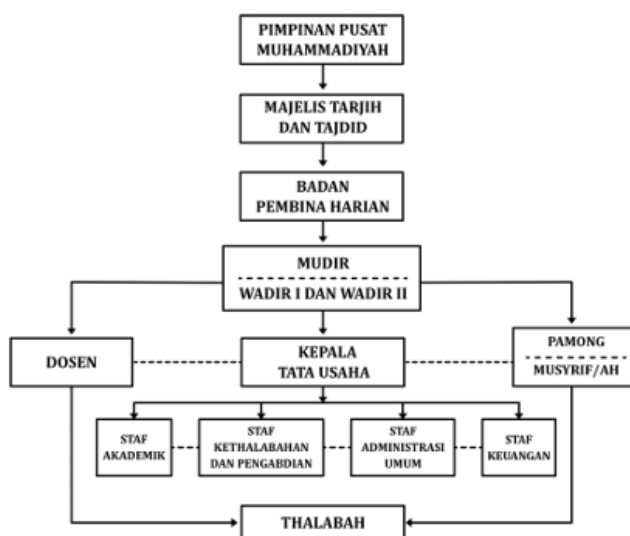 PIMPINAN PUSAT
MUHAMMADIYAH
MAJELIS TARJIH
DAN TAJDID
BADAN
PEMBINA HARIAN
MUDIR
WADIR I DAN WADIR II
DOSEN
KEPALA
TATA USAHA
PAMONG
MUSYRIF/AH
STAF
AKADEMIK
STAF
KETHALABAHAN
DAN PENGABDIAN
STAF
ADMINISTRASI
UMUM
STAF
KEUANGAN
THALABAH